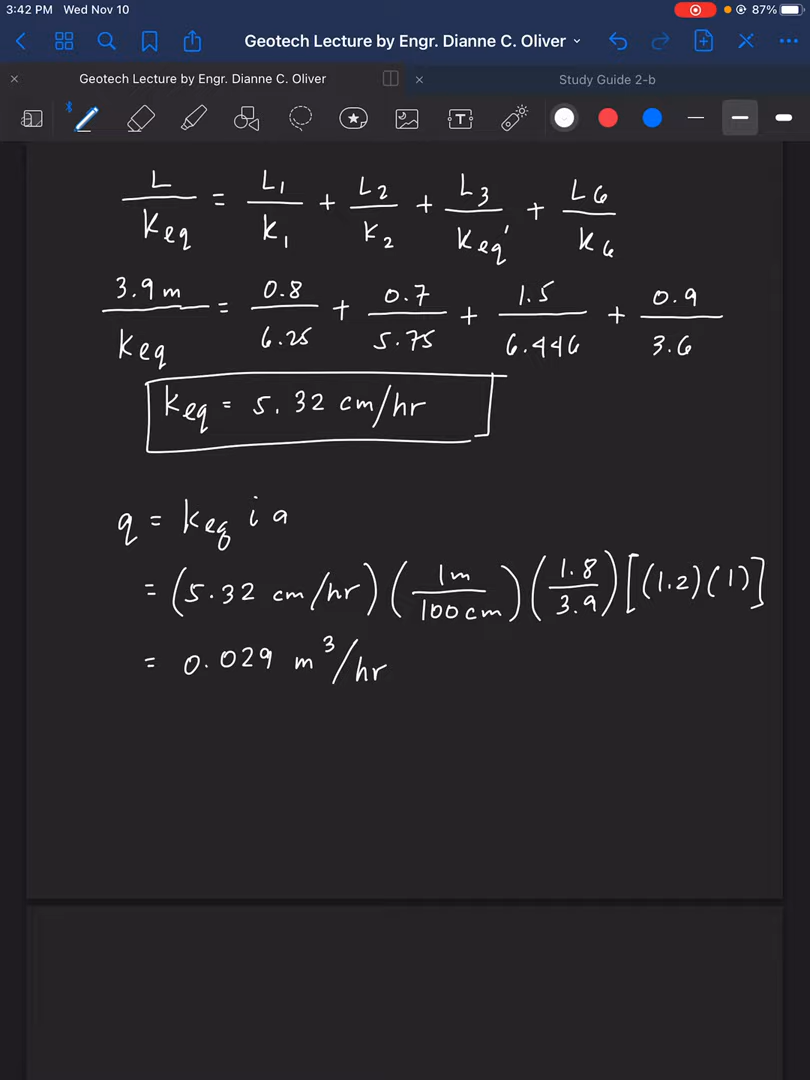 3:42 PM Wed Nov 10 87%
Geotech Lecture by Engr. Dianne C. Oliver
Geotech Lecture by Engr. Dianne C. Oliver Study Guide 2-b
L/Keq = L1/K1 + L2/K2 + L3/Keq' + L6/K6
3.9 m/Keq = 0.8/6.25 + 0.7/5.75 + 1.5/6.446 + 0.9/3.6
Keq = 5.32 cm/hr
q = Keq i a
= (5.32 cm/hr) (1m/100cm) (1.8/3.9) [(1.2)(1)]
= 0.029 m³/hr